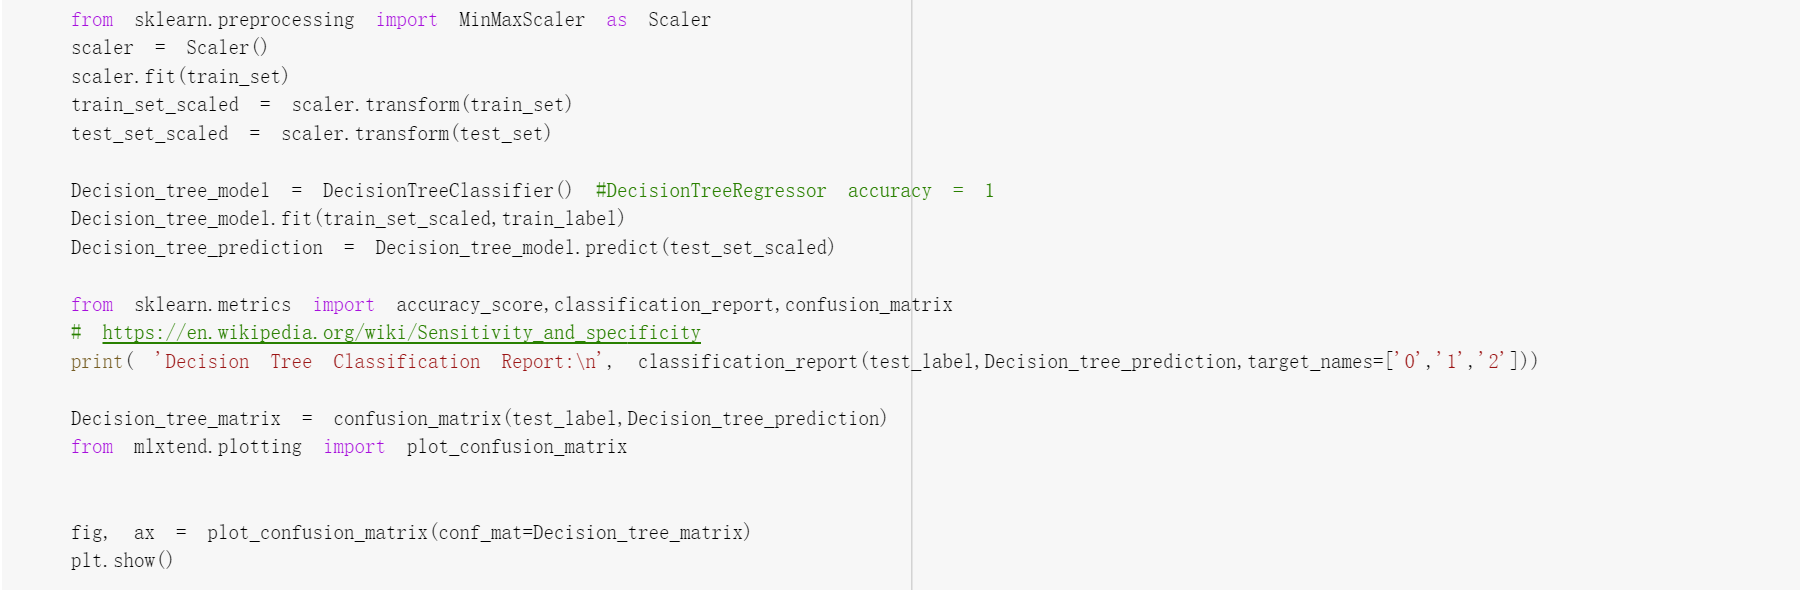 from sklearn.preprocessing import MinMaxScaler as Scaler
scaler = Scaler()
scaler.fit(train_set)
train_set_scaled = scaler.transform(train_set)
test_set_scaled = scaler.transform(test_set)
Decision_tree_model = DecisionTreeClassifier() #DecisionTreeRegressor accuracy = 1
Decision_tree_model.fit(train_set_scaled,train_label)
Decision_tree_prediction = Decision_tree_model.predict(test_set_scaled)
from sklearn.metrics import accuracy_score,classification_report,confusion_matrix
# https://en.wikipedia.org/wiki/Sensitivity_and_specificity
print( 'Decision Tree Classification Report:\n', classification_report(test_label,Decision_tree_prediction,target_names=['0','1','2']))
Decision_tree_matrix = confusion_matrix(test_label,Decision_tree_prediction)
from mlxtend.plotting import plot_confusion_matrix
fig, ax = plot_confusion_matrix(conf_mat=Decision_tree_matrix)
plt.show()